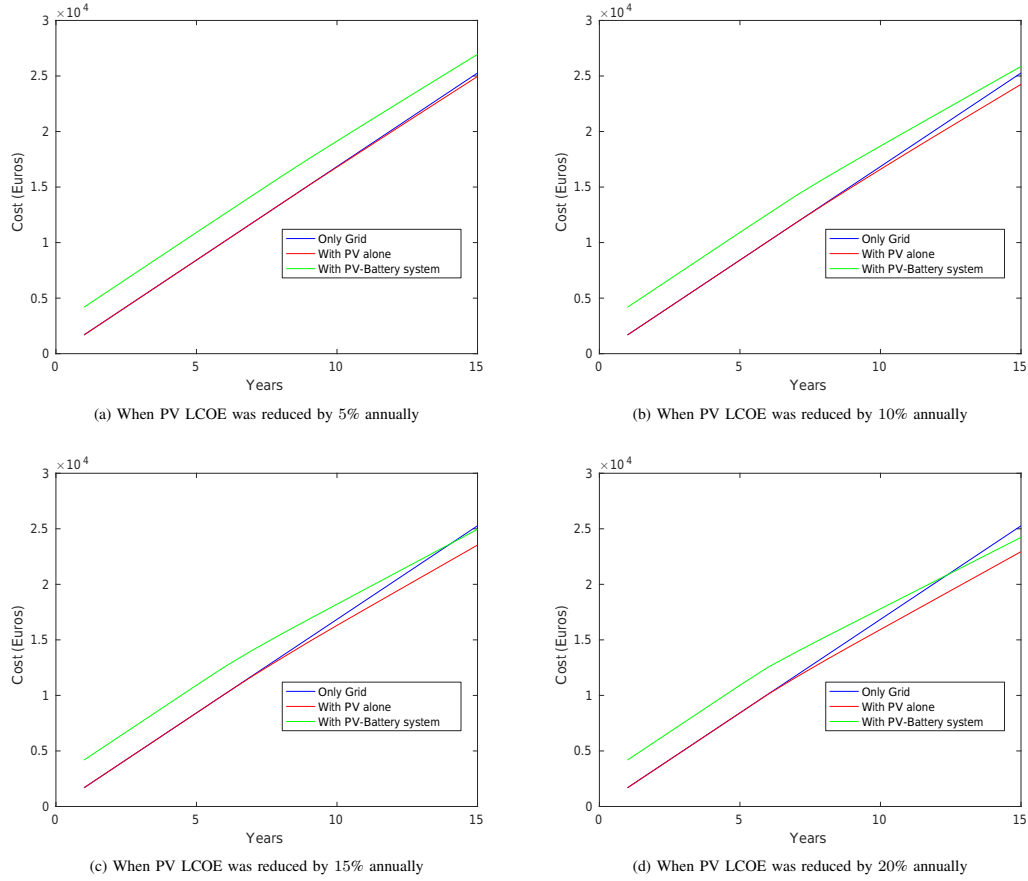 ×10⁴
3
2.5
2
1.5
1
0.5
0
Cost (Euros)
0 5 10 15
Years
Only Grid
With PV alone
With PV-Battery system
(a) When PV LCOE was reduced by 5% annually
×10⁴
3
2.5
2
1.5
1
0.5
0
Cost (Euros)
0 5 10 15
Years
Only Grid
With PV alone
With PV-Battery system
(b) When PV LCOE was reduced by 10% annually
×10⁴
3
2.5
2
1.5
1
0.5
0
Cost (Euros)
0 5 10 15
Years
Only Grid
With PV alone
With PV-Battery system
(c) When PV LCOE was reduced by 15% annually
×10⁴
3
2.5
2
1.5
1
0.5
0
Cost (Euros)
0 5 10 15
Years
Only Grid
With PV alone
With PV-Battery system
(d) When PV LCOE was reduced by 20% annually